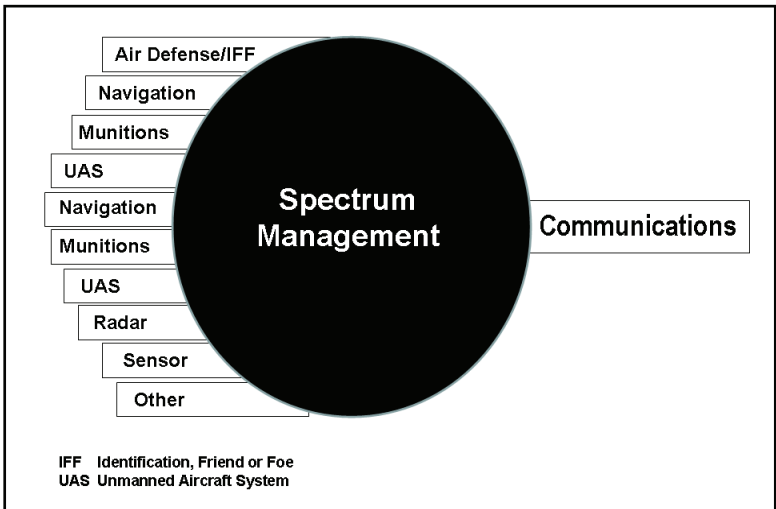 Air Defense/IFF
Navigation
Munitions
UAS
Navigation
Munitions
UAS
Radar
Sensor
Other
Spectrum
Management
Communications
IFF Identification, Friend or Foe
UAS Unmanned Aircraft System